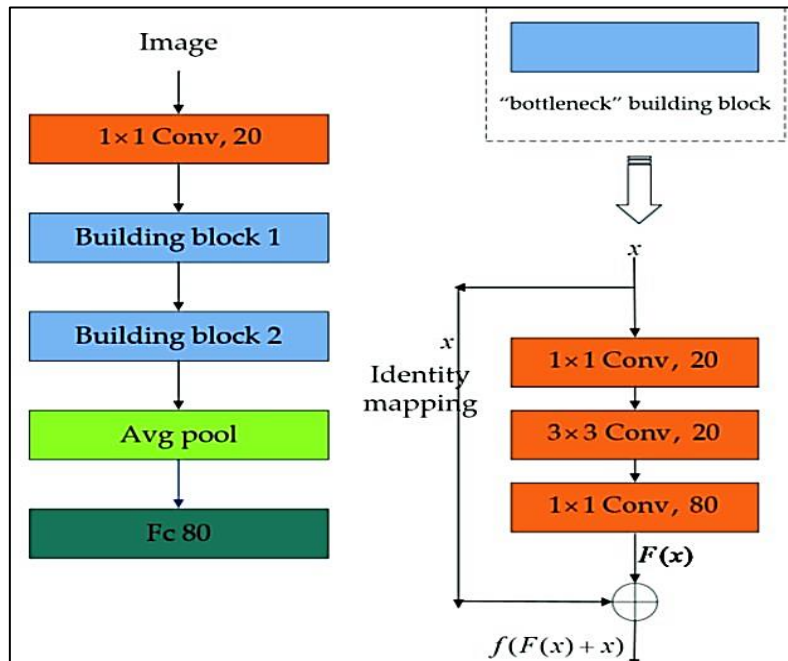 Image
1×1 Conv, 20
Building block 1
Building block 2
Avg pool
Fc 80
“bottleneck” building block
x
x
Identity
mapping
1×1 Conv, 20
3×3 Conv, 20
1×1 Conv, 80
F(x)
f(F(x)+x)